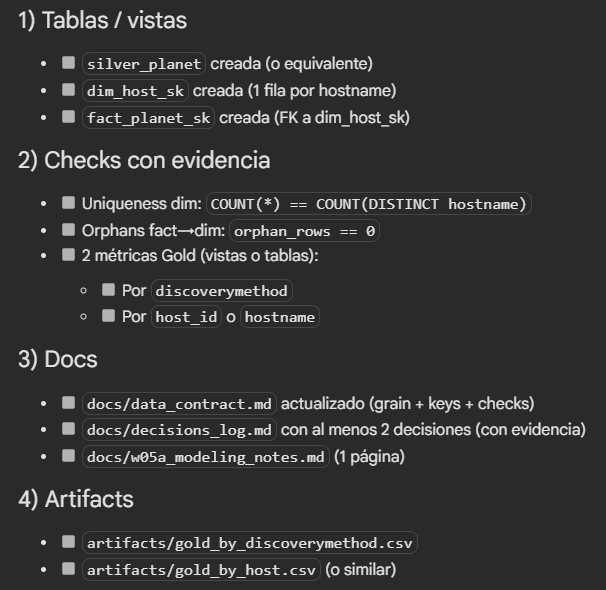 1) Tablas / vistas
silver_planet creada (o equivalente)
dim_host_sk creada (1 fila por hostname)
fact_planet_sk creada (FK a dim_host_sk)
2) Checks con evidencia
Uniqueness dim: COUNT(*) == COUNT(DISTINCT hostname)
Orphans fact→dim: orphan_rows == 0
2 métricas Gold (vistas o tablas):
Por discoverymethod
Por host_id o hostname
3) Docs
docs/data_contract.md actualizado (grain + keys + checks)
docs/decisions_log.md con al menos 2 decisiones (con evidencia)
docs/w05a_modeling_notes.md (1 página)
4) Artifacts
artifacts/gold_by_discoverymethod.csv
artifacts/gold_by_host.csv (o similar)